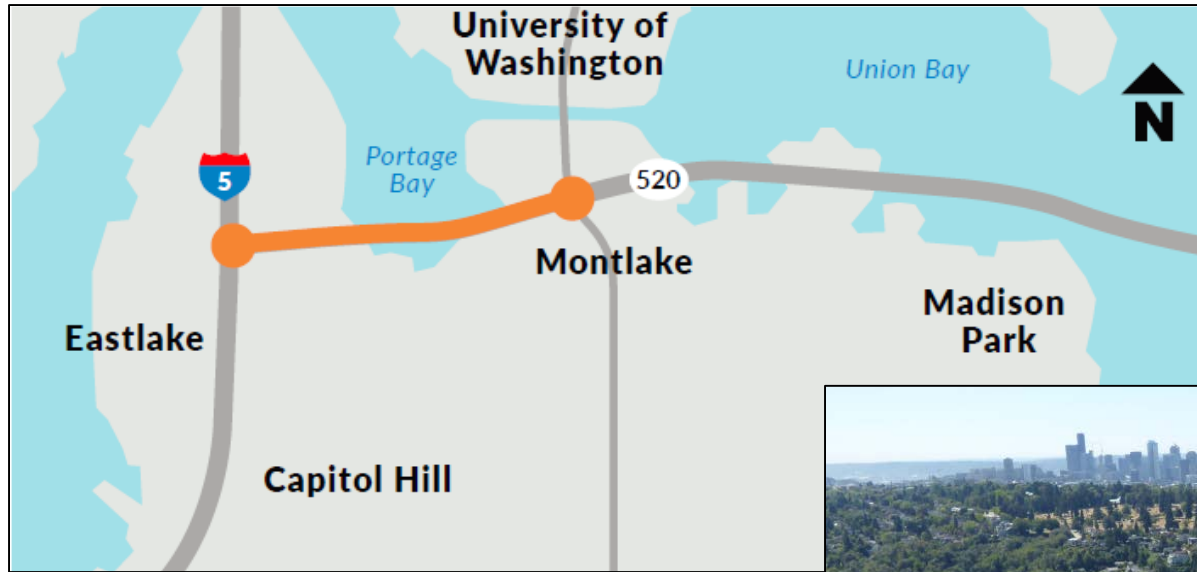 University of
Washington
Union Bay
N
Portage
Bay
5
520
Montlake
Madison
Park
Eastlake
Capitol Hill